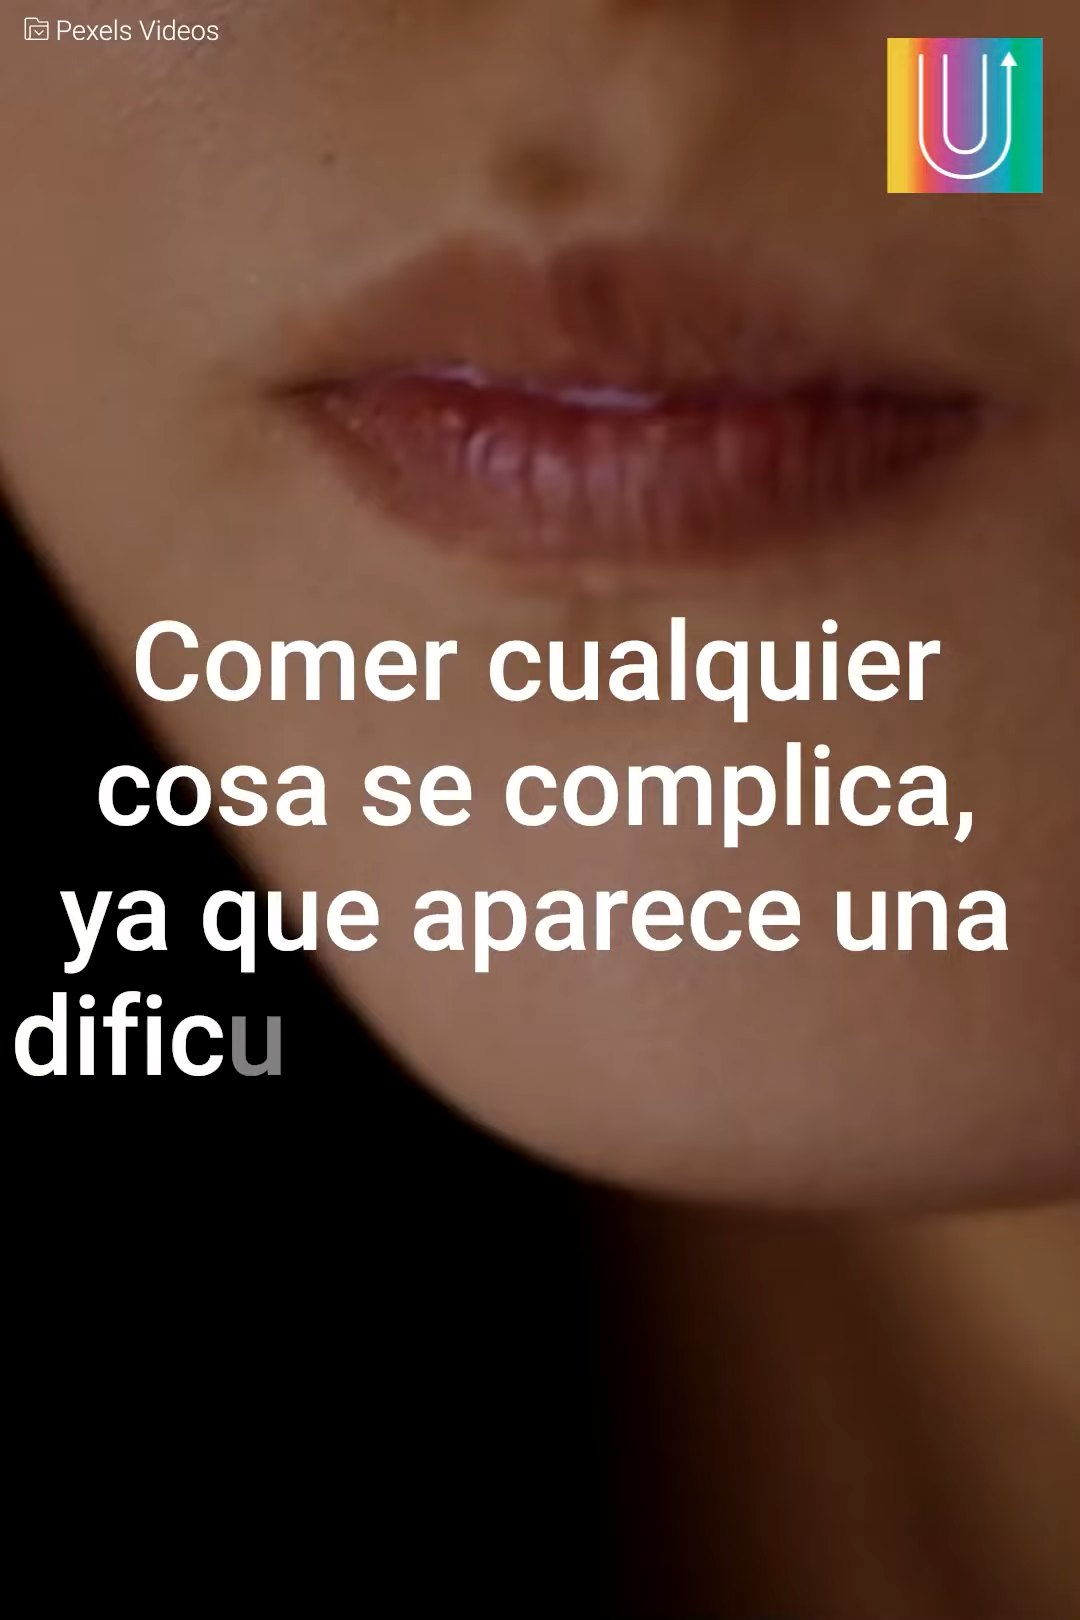 Pexels Videos
U
Comer cualquier
cosa se complica,
ya que aparece una
dificu